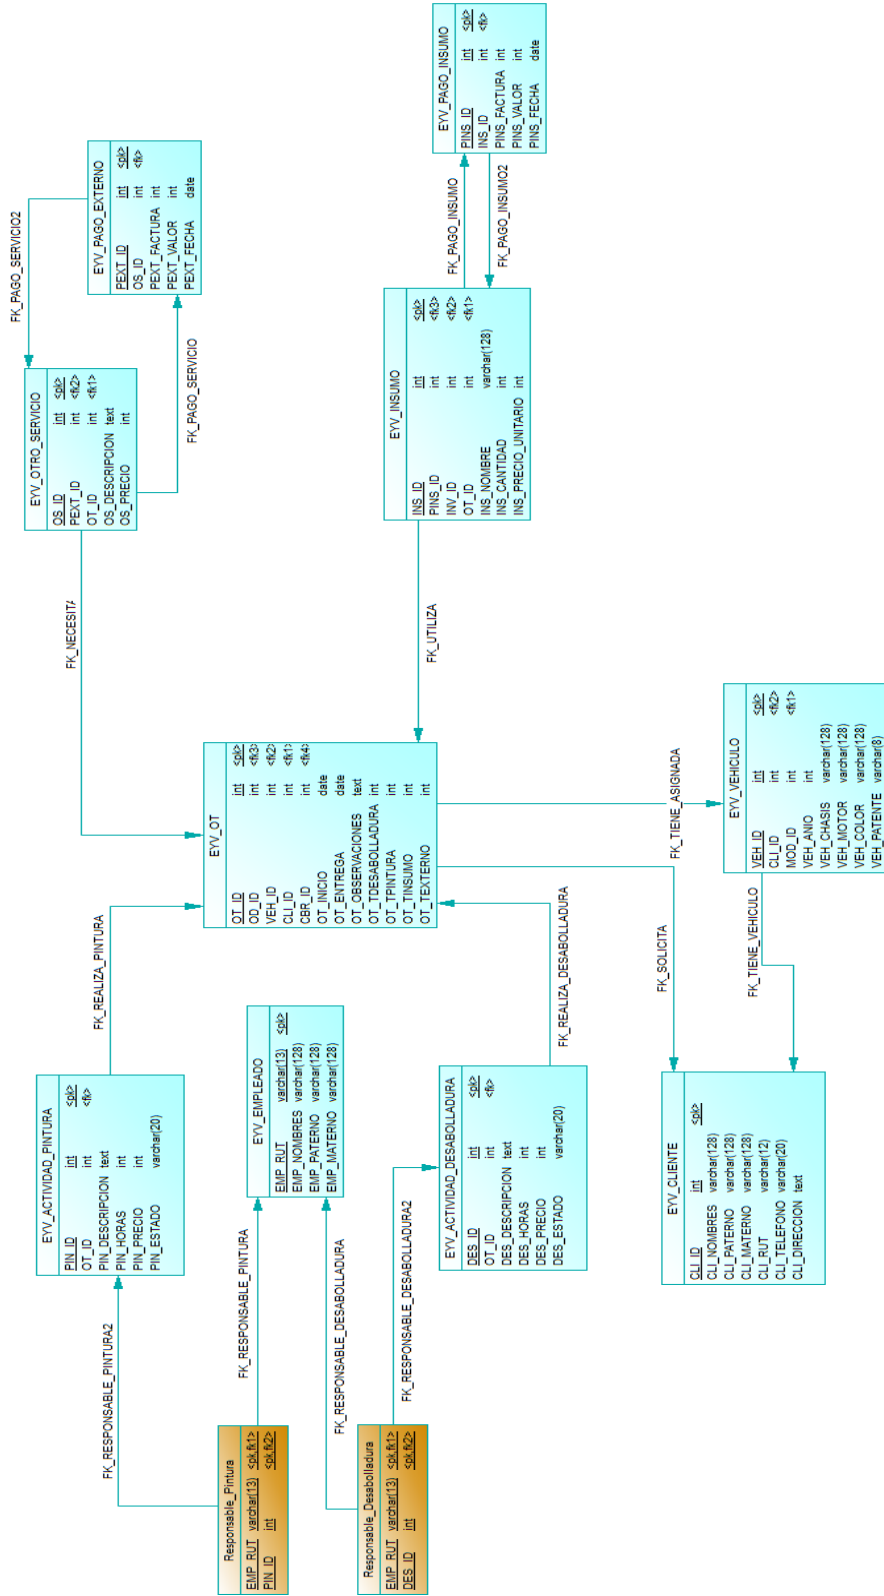 EYV_PAGO_INSUMO
PINS_ID int <pk>
INS_ID int <fk>
PINS_FACTURA int
PINS_VALOR int
PINS_FECHA date
FK_PAGO_INSUMO
FK_PAGO_INSUMO2
EYV_PAGO_EXTERNO
PEXT_ID int <pk>
OS_ID int <fk>
PEXT_FACTURA int
PEXT_VALOR int
PEXT_FECHA date
FK_PAGO_SERVICIO2
FK_PAGO_SERVICIO
EYV_OTRO_SERVICIO
OS_ID int <pk>
PEXT_ID int <fk2>
OT_ID int <fk1>
OS_DESCRIPCION text
OS_PRECIO int
EYV_INSUMO
INS_ID int <pk>
PINS_ID int <fk3>
INV_ID int <fk2>
OT_ID int <fk1>
INS_NOMBRE varchar(128)
INS_CANTIDAD int
INS_PRECIO_UNITARIO int
FK_NECESITA
FK_UTILIZA
EYV_OT
OT_ID int <pk>
OD_ID int <fk3>
VEH_ID int <fk2>
CLI_ID int <fk1>
CBR_ID int <fk4>
OT_INICIO date
OT_ENTREGA date
OT_OBSERVACIONES text
OT_TDESABOLLADURA int
OT_TPINTURA int
OT_TINSUMO int
OT_TEXTERNO int
FK_TIENE_ASIGNADA
EYV_VEHICULO
VEH_ID int <pk>
CLI_ID int <fk2>
MOD_ID int <fk1>
VEH_ANIO int
VEH_CHASIS varchar(128)
VEH_MOTOR varchar(128)
VEH_COLOR varchar(128)
VEH_PATENTE varchar(8)
FK_REALIZA_PINTURA
FK_REALIZA_DESABOLLADURA
FK_SOLICITA
FK_TIENE_VEHICULO
EYV_ACTIVIDAD_PINTURA
PIN_ID int <pk>
OT_ID int <fk>
PIN_DESCRIPCION text
PIN_HORAS int
PIN_PRECIO int
PIN_ESTADO varchar(20)
EYV_EMPLEADO
EMP_RUT varchar(13) <pk>
EMP_NOMBRES varchar(128)
EMP_PATERNO varchar(128)
EMP_MATERNO varchar(128)
EYV_ACTIVIDAD_DESABOLLADURA
DES_ID int <pk>
OT_ID int <fk>
DES_DESCRIPCION text
DES_HORAS int
DES_PRECIO int
DES_ESTADO varchar(20)
EYV_CLIENTE
CLI_ID int <pk>
CLI_NOMBRES varchar(128)
CLI_PATERNO varchar(128)
CLI_MATERNO varchar(128)
CLI_RUT varchar(12)
CLI_TELEFONO varchar(20)
CLI_DIRECCION text
FK_RESPONSABLE_PINTURA2
FK_RESPONSABLE_PINTURA
FK_RESPONSABLE_DESABOLLADURA
FK_RESPONSABLE_DESABOLLADURA2
Responsable_Pintura
EMP_RUT varchar(13) <pk,fk1>
PIN_ID int <pk,fk2>
Responsable_Desabolladura
EMP_RUT varchar(13) <pk,fk1>
DES_ID int <pk,fk2>